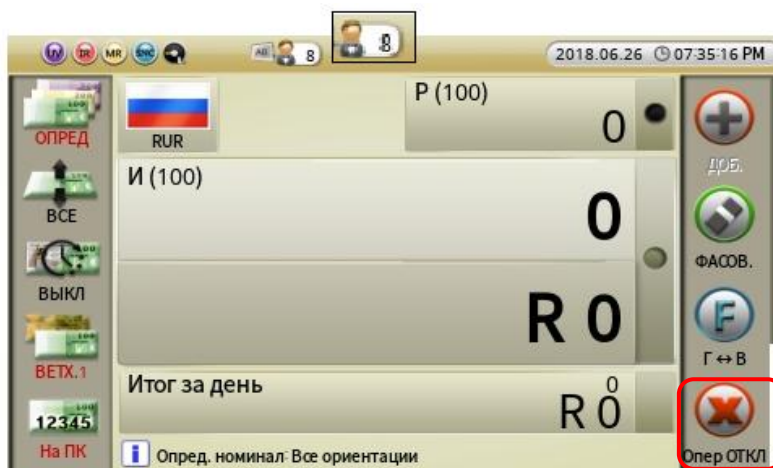 8
UV IR MR SNC AB 8 2018.06.26 07:35:16 PM
ОПРЕД
ВСЕ
ВЫКЛ
ВЕТХ.1
12345
На ПК
RUR
Р (100)
0
И (100)
0
R 0
Итог за день
0
R 0
Опред. номинал: Все ориентации
ДОБ.
ФАСОВ.
F
Г ↔ В
Опер ОТКЛ